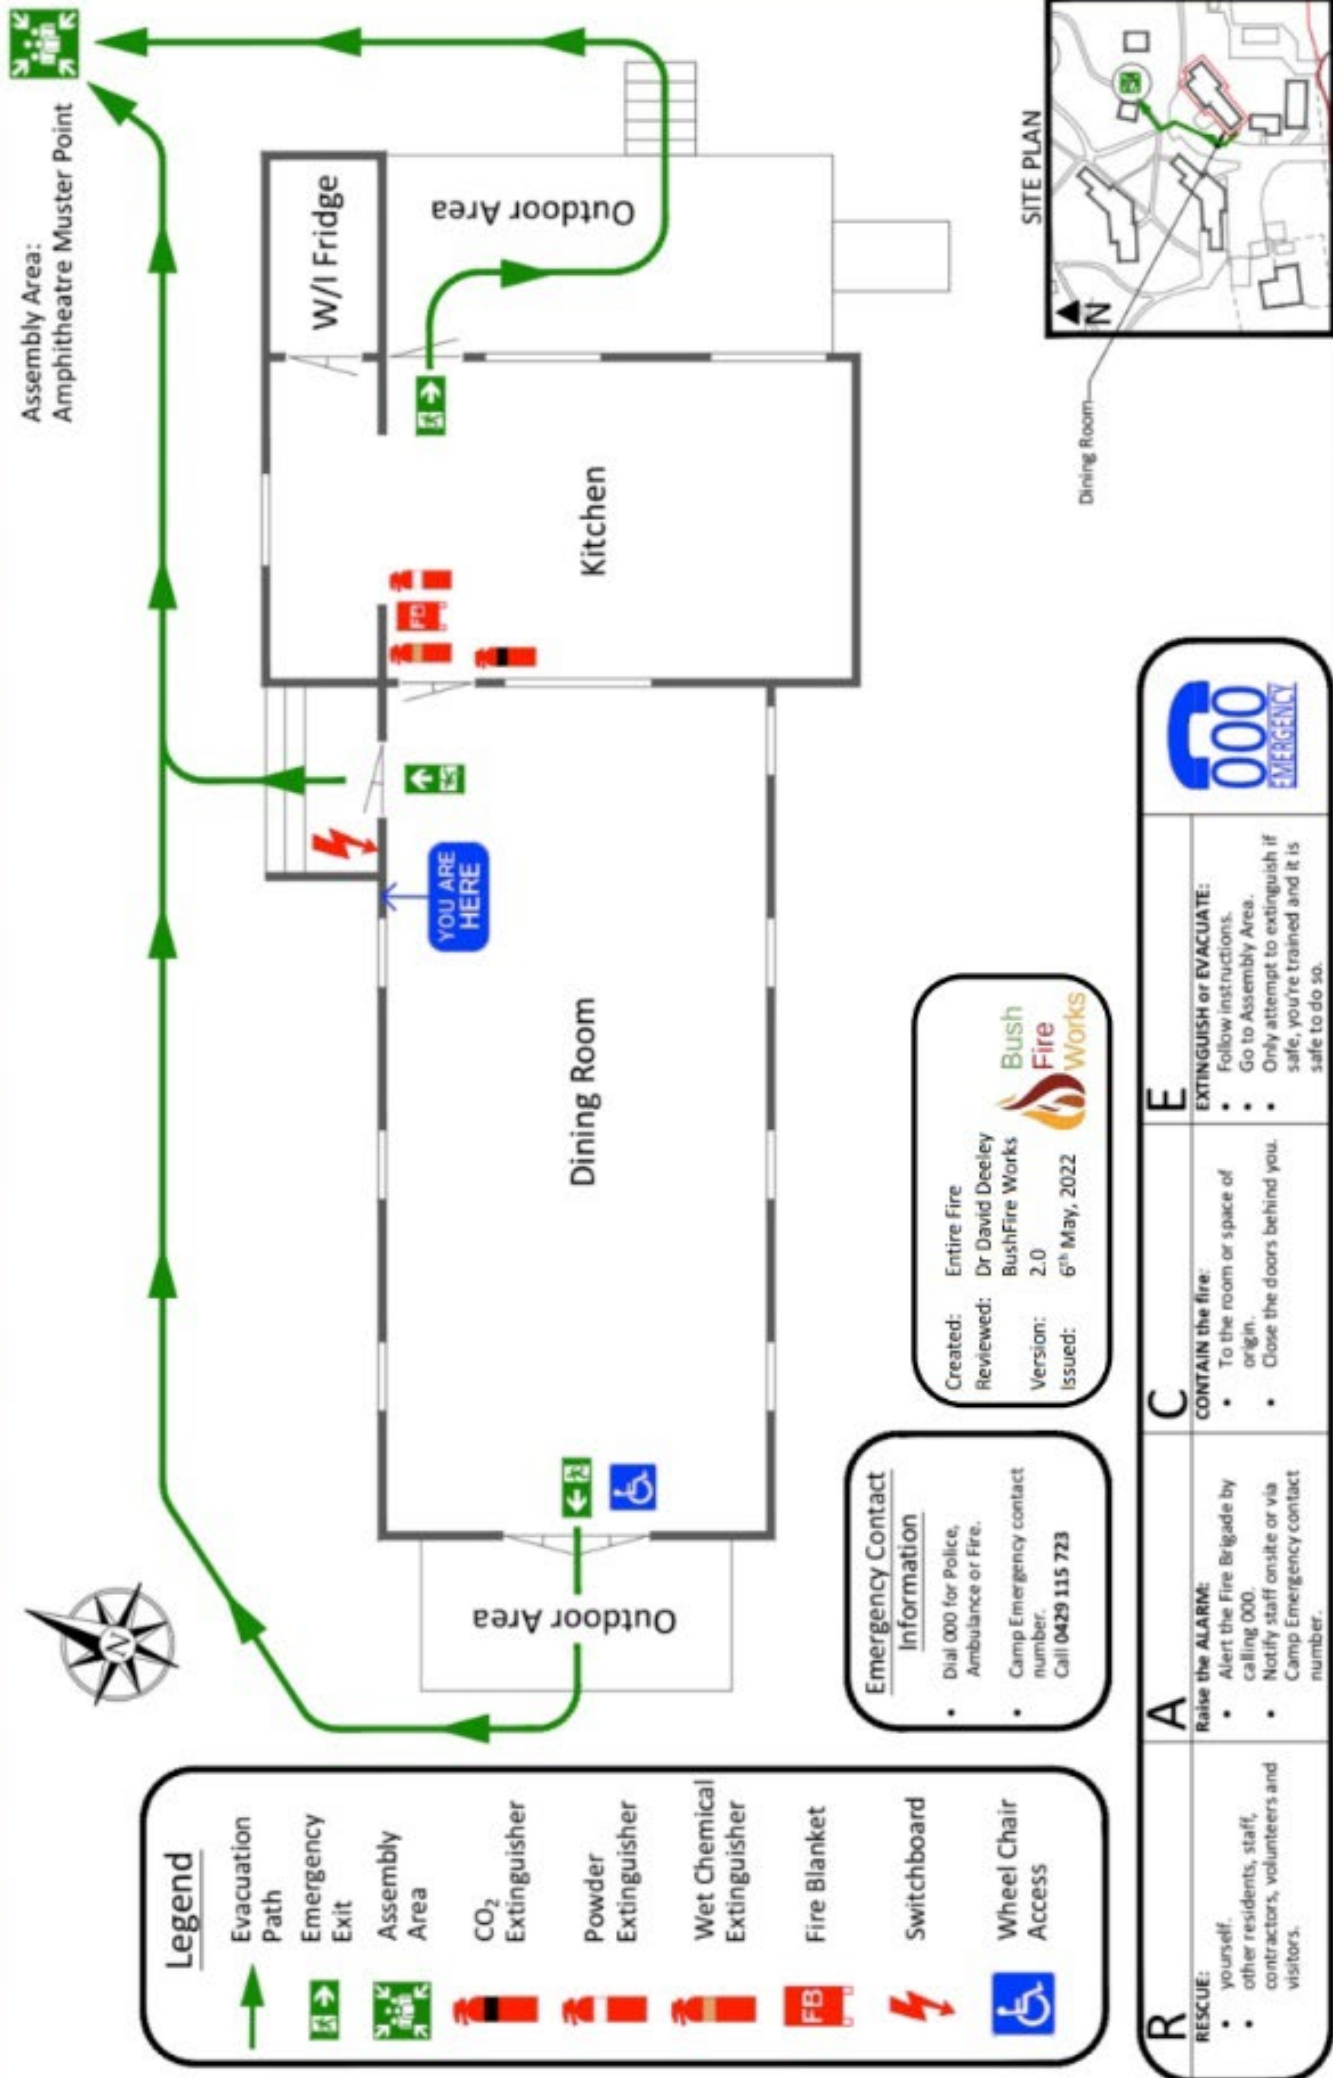 Assembly Area:
Amphitheatre Muster Point
W/I Fridge
Outdoor Area
Kitchen
YOU ARE
HERE
Dining Room
Outdoor Area
N
SITE PLAN
N
Dining Room
Legend
Evacuation
Path
Emergency
Exit
Assembly
Area
CO₂
Extinguisher
Powder
Extinguisher
Wet Chemical
Extinguisher
FB
Fire Blanket
Switchboard
Wheel Chair
Access
FB
Emergency Contact
Information
• Dial 000 for Police,
Ambulance or Fire.
• Camp Emergency contact
number.
Call 0429 115 723
Created: Entire Fire
Reviewed: Dr David Deeley
BushFire Works
Version: 2.0
Issued: 6th May, 2022
Bush
Fire
Works
R
RESCUE:
• yourself.
• other residents, staff,
contractors, volunteers and
visitors.
A
Raise the ALARM:
• Alert the Fire Brigade by
calling 000.
• Notify staff onsite or via
Camp Emergency contact
number.
C
CONTAIN the fire:
• To the room or space of
origin.
• Close the doors behind you.
E
EXTINGUISH or EVACUATE:
• Follow instructions.
• Go to Assembly Area.
• Only attempt to extinguish if
safe, you're trained and it is
safe to do so.
000
EMERGENCY